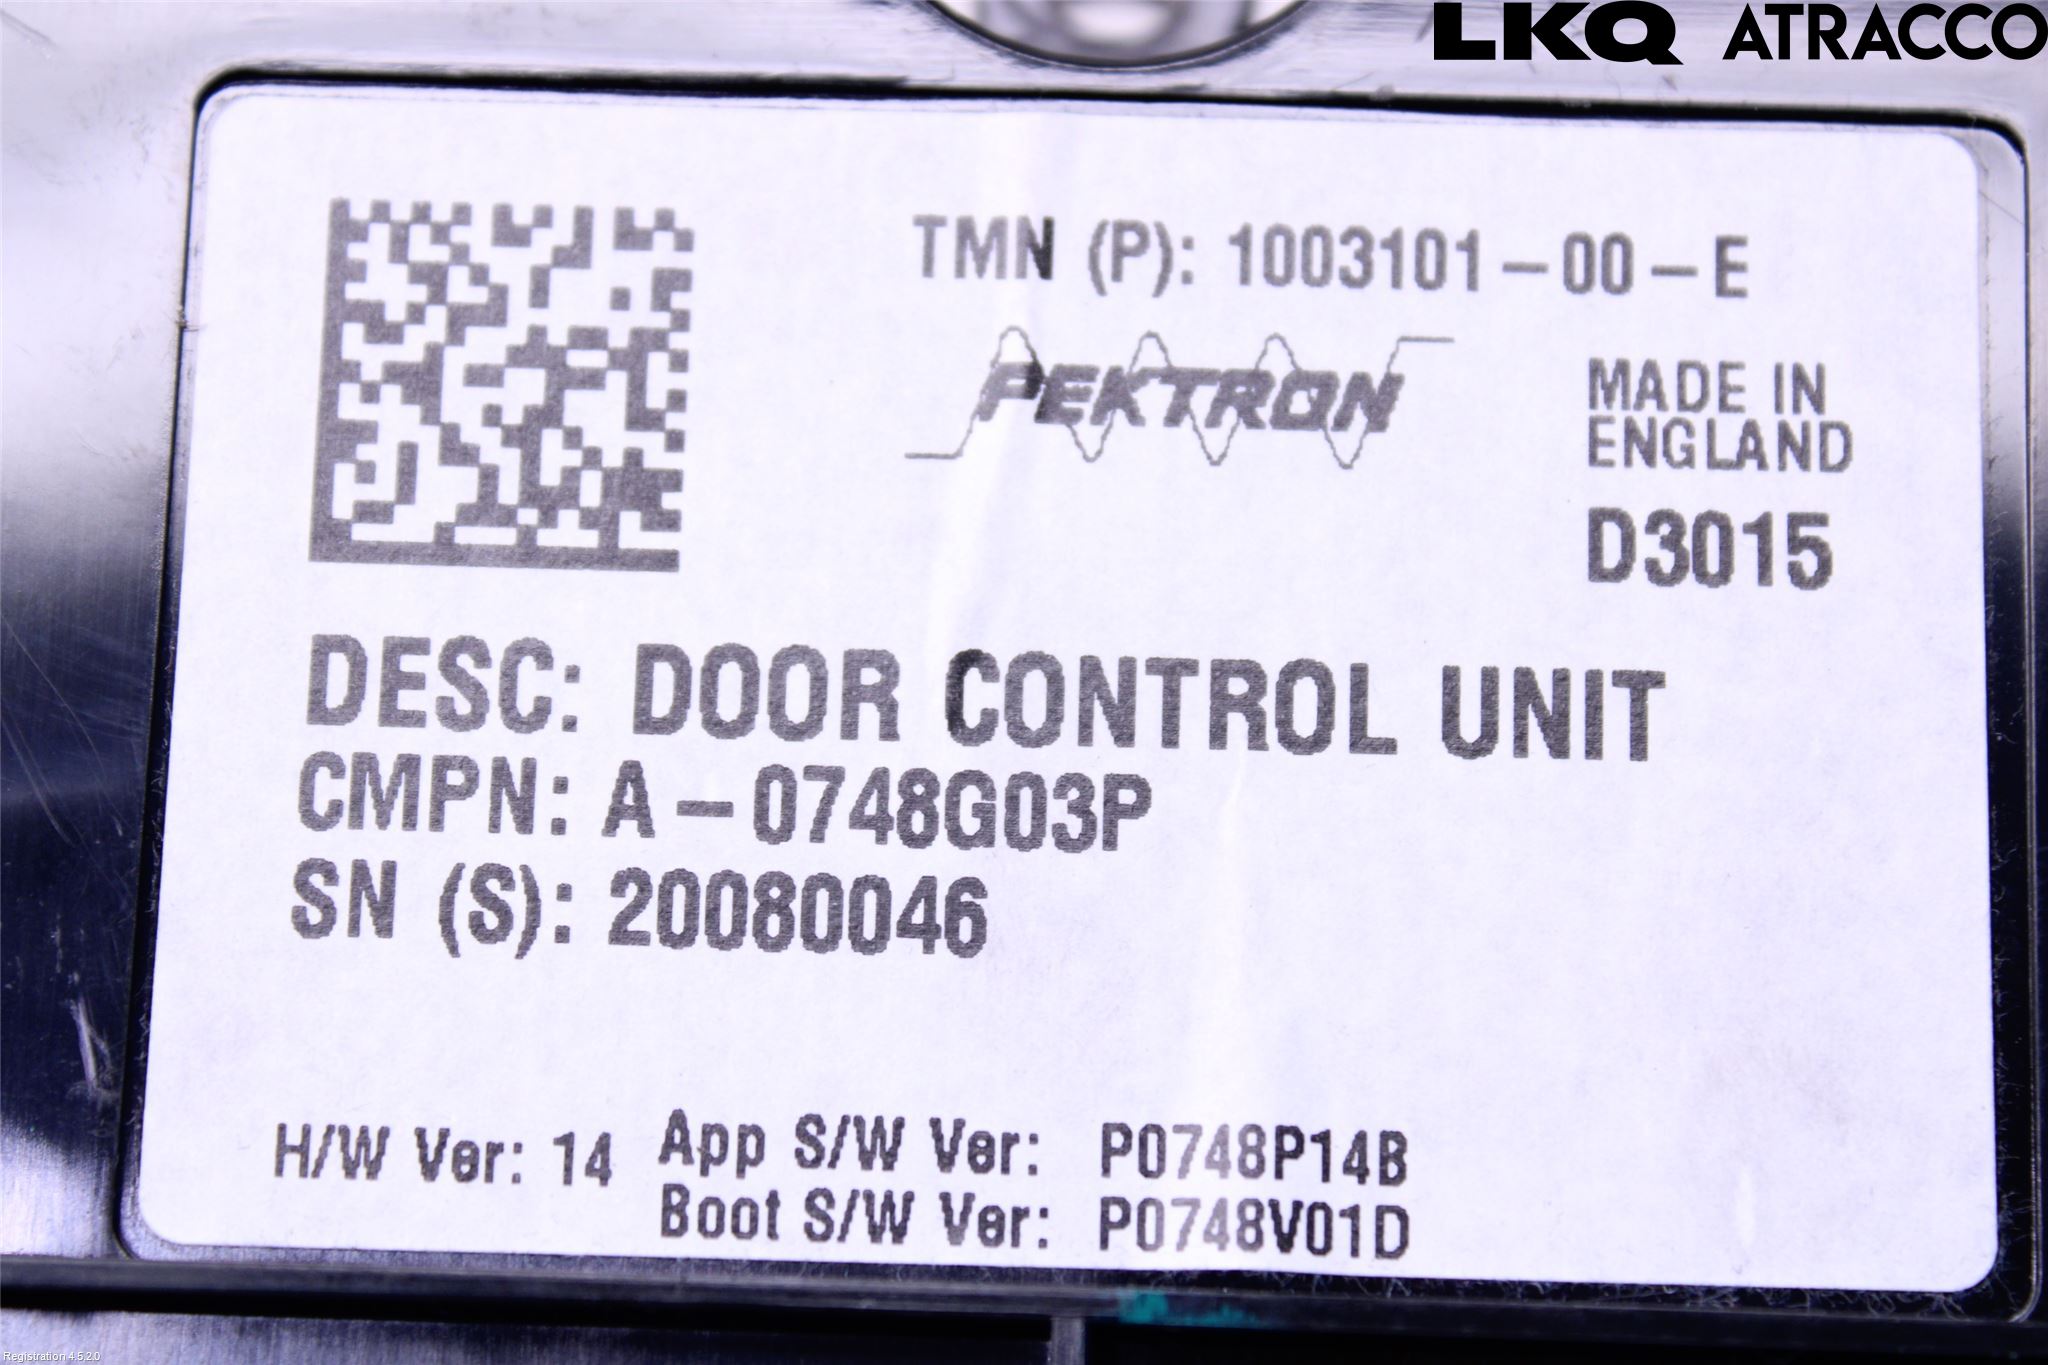 LKQ ATRACCO
TMN (P): 1003101-00-E
PEKTRON
MADE IN
ENGLAND
D3015
DESC: DOOR CONTROL UNIT
CMPN: A-0748G03P
SN (S): 20080046
H/W Ver: 14 App S/W Ver: P0748P14B
Boot S/W Ver: P0748V01D
Registration 4.5.2.0